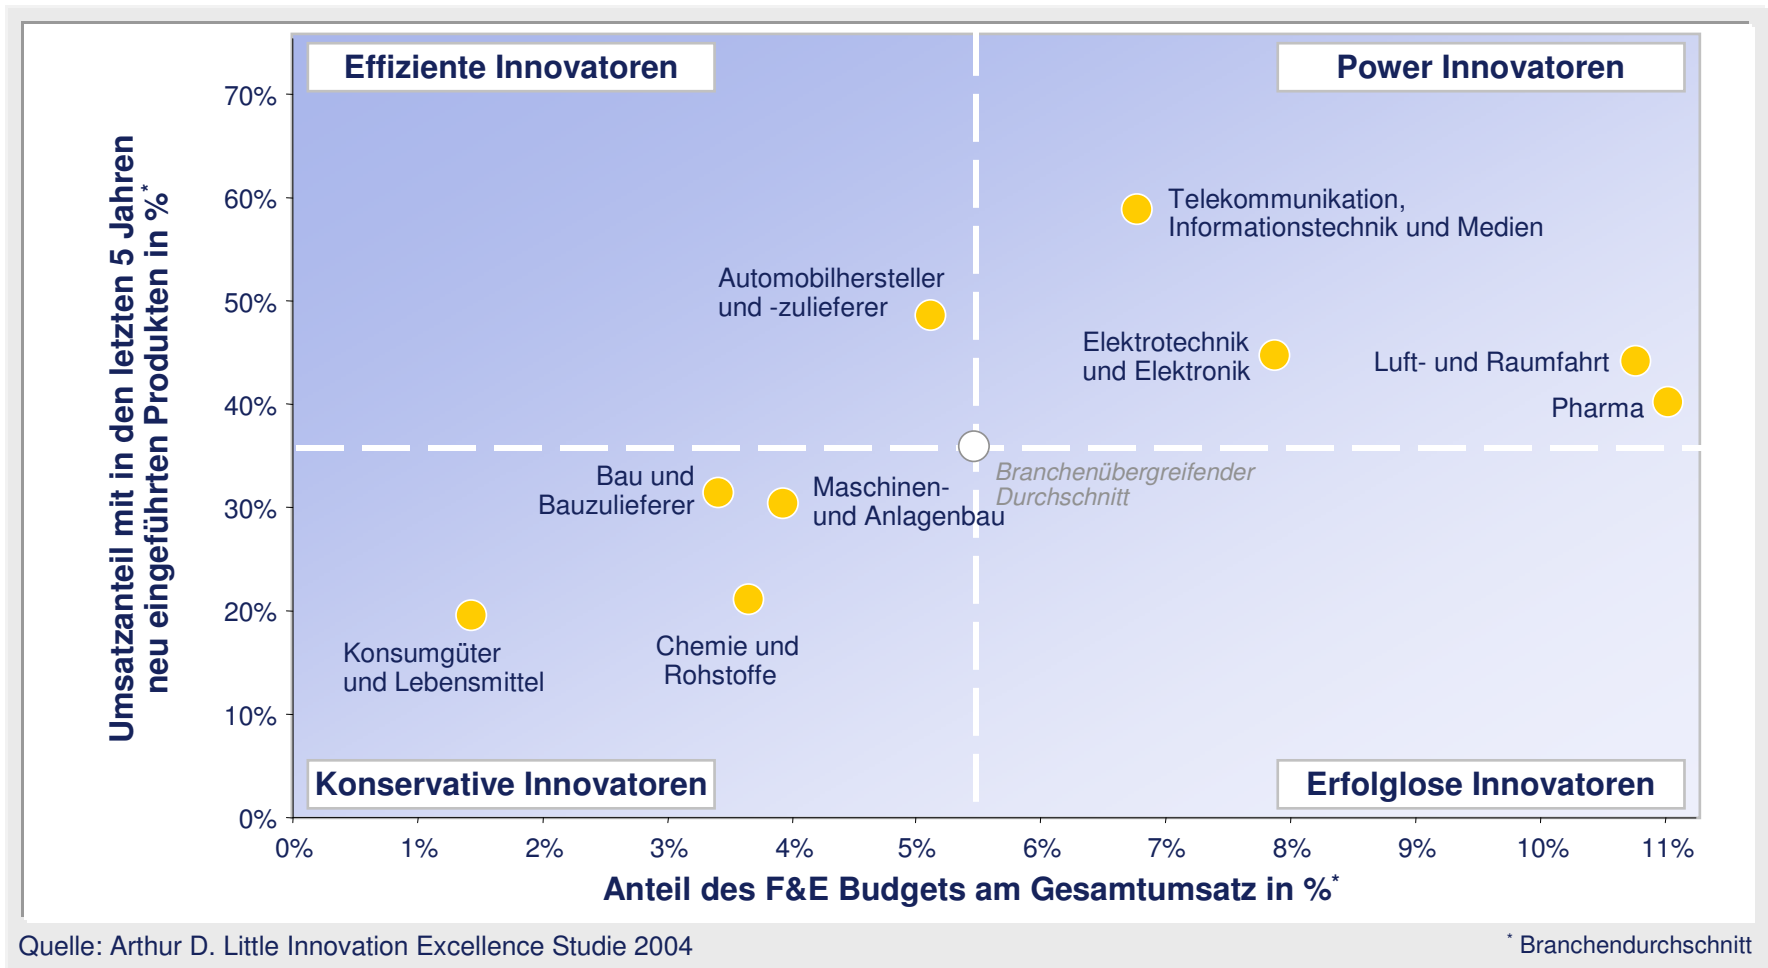 Effiziente Innovatoren
Power Innovatoren
Umsatzanteil mit in den letzten 5 Jahren
neu eingeführten Produkten in %*
70%
60%
50%
40%
30%
20%
10%
0%
Telekommunikation,
Informationstechnik und Medien
Automobilhersteller
und -zulieferer
Elektrotechnik
und Elektronik
Luft- und Raumfahrt
Pharma
Branchenübergreifender
Durchschnitt
Bau und
Bauzulieferer
Maschinen-
und Anlagenbau
Konsumgüter
und Lebensmittel
Chemie und
Rohstoffe
Konservative Innovatoren
Erfolglose Innovatoren
0% 1% 2% 3% 4% 5% 6% 7% 8% 9% 10% 11%
Anteil des F&E Budgets am Gesamtumsatz in %*
Quelle: Arthur D. Little Innovation Excellence Studie 2004
* Branchendurchschnitt